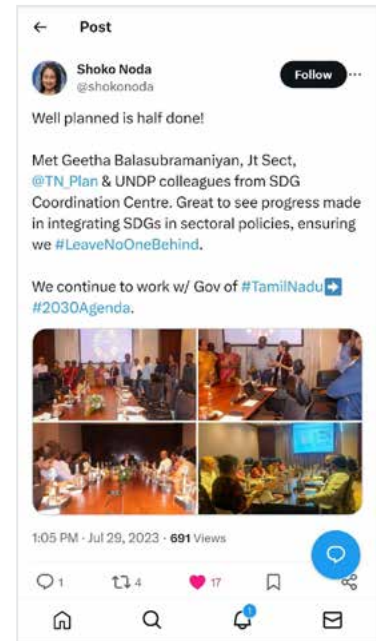 Post
Shoko Noda
@shokonoda
Follow
Well planned is half done!
Met Geetha Balasubramaniyan, Jt Sect,
@TN_Plan & UNDP colleagues from SDG
Coordination Centre. Great to see progress made
in integrating SDGs in sectoral policies, ensuring
we #LeaveNoOneBehind.
We continue to work w/ Gov of #TamilNadu➡️
#2030Agenda.
1:05 PM · Jul 29, 2023 · 691 Views
1
4
17
1